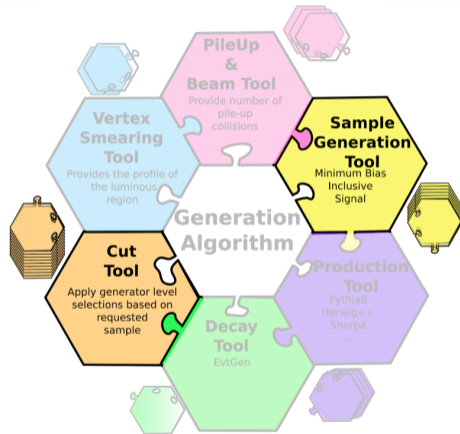 PileUp
&
Beam Tool
Provide number of
pile-up
collisions
Vertex
Smearing
Tool
Provides the profile of
the luminous
region
Sample
Generation
Tool
Minimum Bias
Inclusive
Signal
Generation
Algorithm
Cut
Tool
Apply generator level
selections based on
requested
sample
Production
Tool
Pythia8
Herwig++
Sherpa
...
Decay
Tool
EvtGen